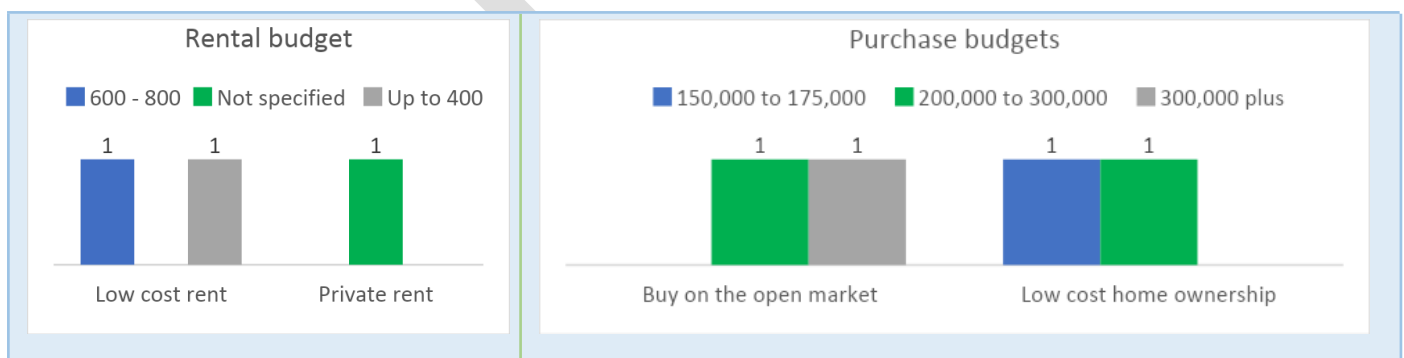 Rental budget
600 - 800 Not specified Up to 400
1 1 1
Low cost rent Private rent
Purchase budgets
150,000 to 175,000 200,000 to 300,000 300,000 plus
1 1 1 1
Buy on the open market Low cost home ownership